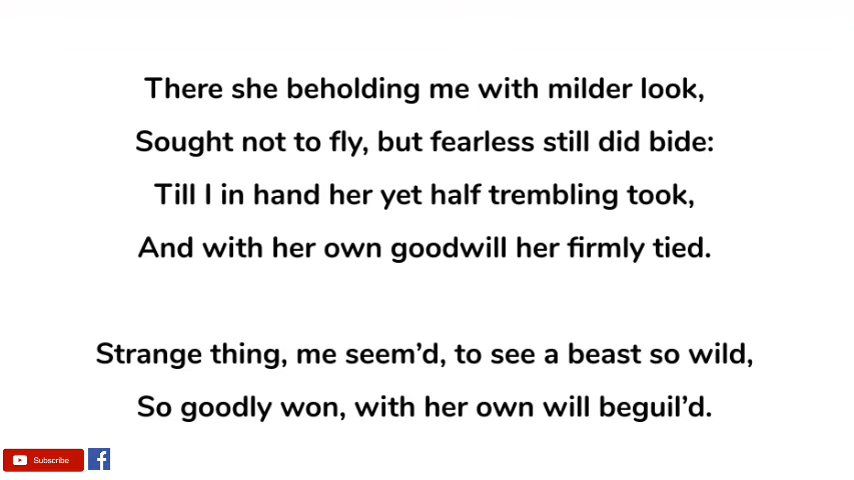 There she beholding me with milder look,
Sought not to fly, but fearless still did bide:
Till I in hand her yet half trembling took,
And with her own goodwill her firmly tied.
Strange thing, me seem’d, to see a beast so wild,
So goodly won, with her own will beguil’d.
Subscribe